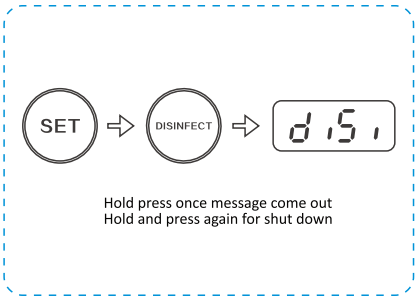 SET
DISINFECT
diSi
Hold press once message come out
Hold and press again for shut down